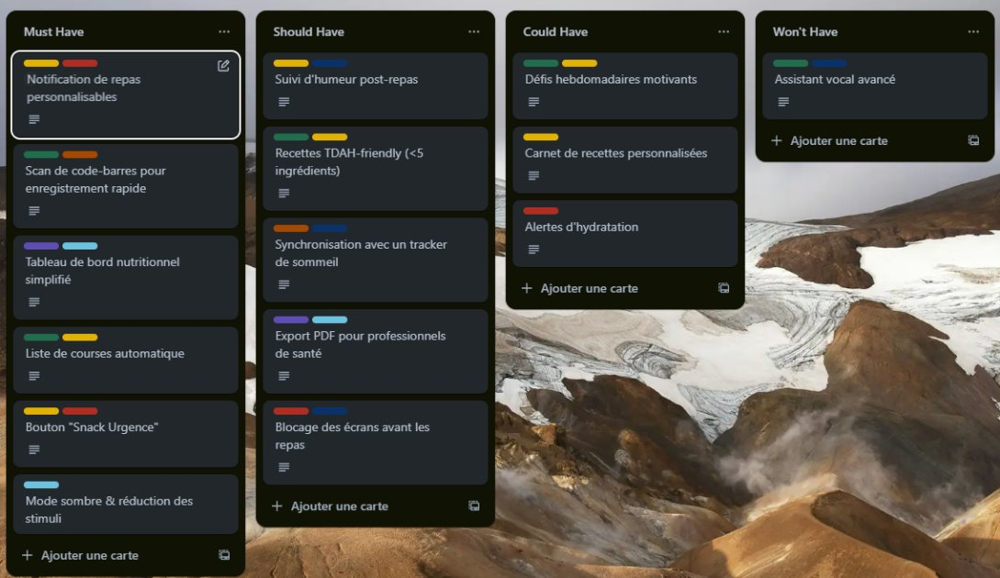 Must Have
Notification de repas
personnalisables
Scan de code-barres pour
enregistrement rapide
Tableau de bord nutritionnel
simplifié
Liste de courses automatique
Bouton "Snack Urgence"
Mode sombre & réduction des
stimuli
Ajouter une carte
Should Have
Suivi d'humeur post-repas
Recettes TDAH-friendly (<5
ingrédients)
Synchronisation avec un tracker
de sommeil
Export PDF pour professionnels
de santé
Blocage des écrans avant les
repas
Ajouter une carte
Could Have
Défis hebdomadaires motivants
Carnet de recettes personnalisées
Alertes d'hydratation
Ajouter une carte
Won't Have
Assistant vocal avancé
Ajouter une carte